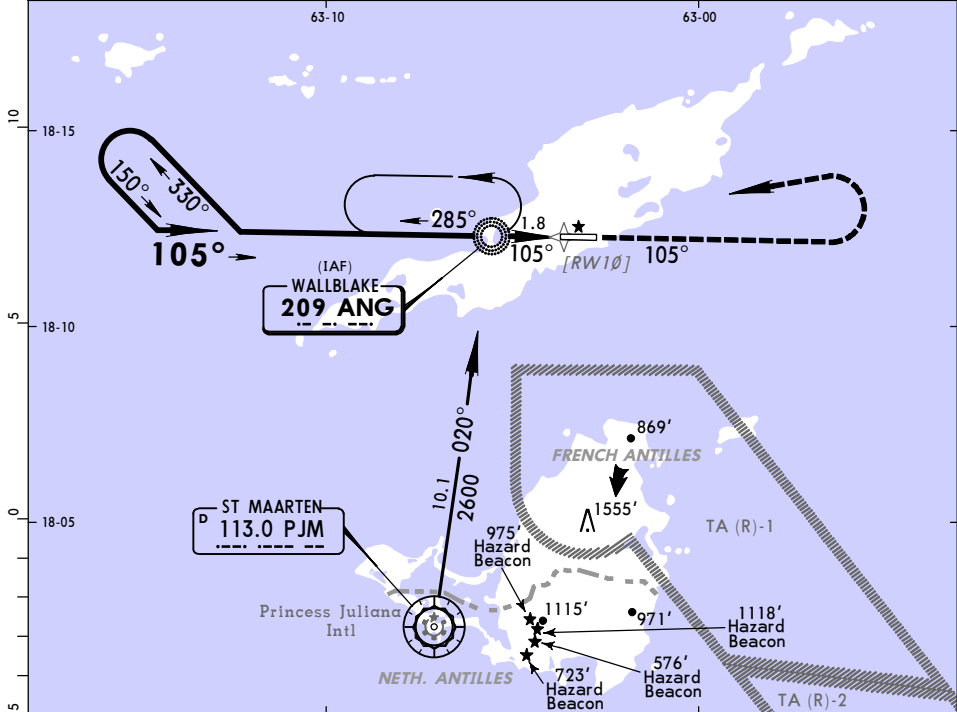 63-10
63-00
10
18-15
150°
330°
285°
1.8
105°
105°
[RW1Ø]
105°
(IAF)
WALLBLAKE
209 ANG
5
18-10
020°
10.1
2600
869'
FRENCH ANTILLES
1555'
TA (R)-1
ST MAARTEN
D
113.0 PJM
0
18-05
975'
Hazard
Beacon
Princess Juliana
Intl
1115'
971'
1118'
Hazard
Beacon
NETH. ANTILLES
723'
Hazard
Beacon
576'
Hazard
Beacon
TA (R)-2
5